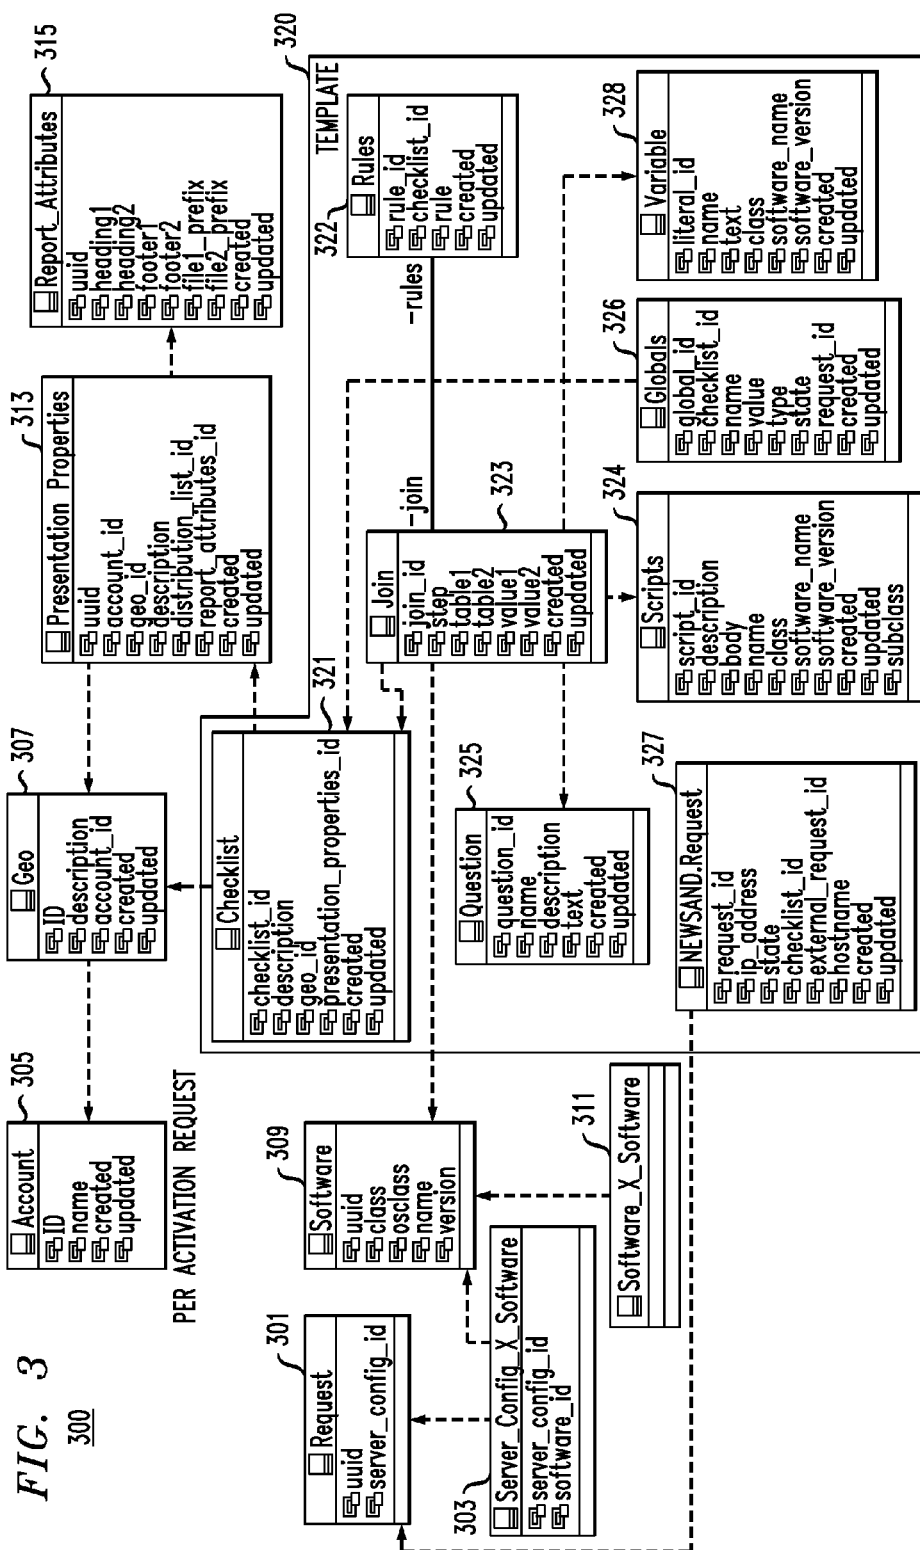 FIG. 3
300
PER ACTIVATION REQUEST
305
Account
ID
name
created
updated
307
Geo
ID
description
account_id
created
updated
313
Presentation Properties
uuid
account_id
geo_id
description
distribution_list_id
report_attributes_id
created
updated
315
Report_Attributes
uuid
heading1
heading2
footer1
footer2
file1-prefix
file2_prefix
created
updated
301
Request
uuid
server_config_id
309
Software
uuid
class
osclass
name
version
303
Server_Config_X_Software
server_config_id
software_id
311
Software_X_Software
320
TEMPLATE
321
Checklist
checklist_id
description
geo_id
presentation_properties_id
created
updated
322
Rules
rule_id
checklist_id
rule
created
updated
-rules
-join
323
Join
join_id
step
table1
table2
value1
value2
created
updated
325
Question
question_id
name
description
text
created
updated
327
NEWSAND.Request
request_id
ip_address
state
checklist_id
external_request_id
hostname
created
updated
324
Scripts
script_id
description
body
name
class
software_name
software_version
created
updated
subclass
326
Globals
global_id
checklist_id
name
value
type
state
request_id
created
updated
328
Variable
literal_id
name
text
class
software_name
software_version
created
updated